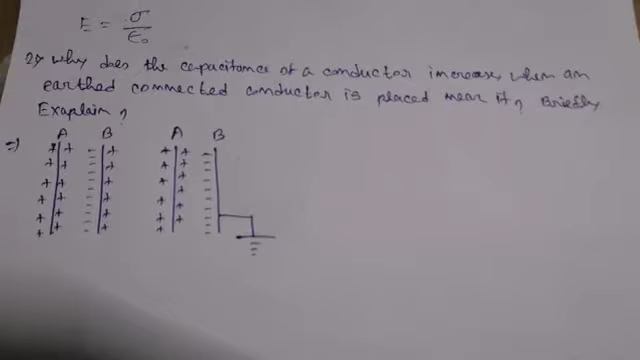 E = σ/ε₀
2) Why does the capacitance of a conductor increase, when an
earthed connected conductor is placed near it, Briefly
Exaplain,
=) A B A B